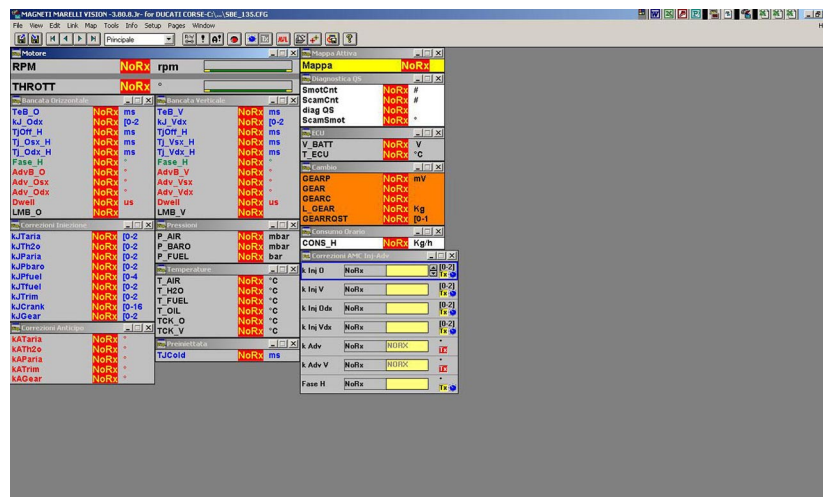 MAGNETI MARELLI VISION -3.80.8.3r- for DUCATI CORSE-C:\...\SBE_135.CFG
File View Edit Link Map Tools Info Setup Pages Window H
Principale
Motore
RPM NoRx rpm
THROTT NoRx °
Mappa Attiva
Mappa NoRx
Diagnostica QS
SmotCnt NoRx #
ScamCnt NoRx #
diag QS NoRx
ScamSmot NoRx °
Bancata Orizzontale
TeB_O NoRx ms
kJ_Odx NoRx [0-2
TjOff_H NoRx ms
Tj_Osx_H NoRx ms
Tj_Odx_H NoRx ms
Fase_H NoRx °
AdvB_O NoRx °
Adv_Osx NoRx °
Adv_Odx NoRx °
Dwell NoRx us
LMB_O NoRx
Bancata Verticale
TeB_V NoRx ms
kJ_Vdx NoRx [0-2
TjOff_H NoRx ms
Tj_Vsx_H NoRx ms
Tj_Vdx_H NoRx ms
Fase_H NoRx °
AdvB_V NoRx °
Adv_Vsx NoRx °
Adv_Vdx NoRx °
Dwell NoRx us
LMB_V NoRx
ECU
V_BATT NoRx V
T_ECU NoRx °C
Cambio
GEARP NoRx mV
GEAR NoRx
GEARC NoRx
L_GEAR NoRx Kg
GEARRQST NoRx [0-1
Consumo Orario
CONS_H NoRx Kg/h
Correzioni Iniezione
kJTaria NoRx [0-2
kJTh2o NoRx [0-2
kJParia NoRx [0-2
kJPbaro NoRx [0-2
kJPfuel NoRx [0-4
kJTfuel NoRx [0-2
kJTrim NoRx [0-2
kJCrank NoRx [0-16
kJGear NoRx [0-2
Pressioni
P_AIR NoRx mbar
P_BARO NoRx mbar
P_FUEL NoRx bar
Temperature
T_AIR NoRx °C
T_H2O NoRx °C
T_FUEL NoRx °C
T_OIL NoRx °C
TCK_O NoRx °C
TCK_V NoRx °C
Correzioni Anticipo
kATaria NoRx °
kATh2o NoRx °
kAParia NoRx °
kATrim NoRx °
kAGear NoRx °
Preiniettata
TJCold NoRx ms
Correzioni AMC Inj-Adv
k Inj O NoRx [0-2] Tx
k Inj V NoRx [0-2] Tx
k Inj Odx NoRx [0-2] Tx
k Inj Vdx NoRx [0-2] Tx
k Adv NoRx NORX ° Tx
k Adv V NoRx NORX ° Tx
Fase H NoRx ° Tx